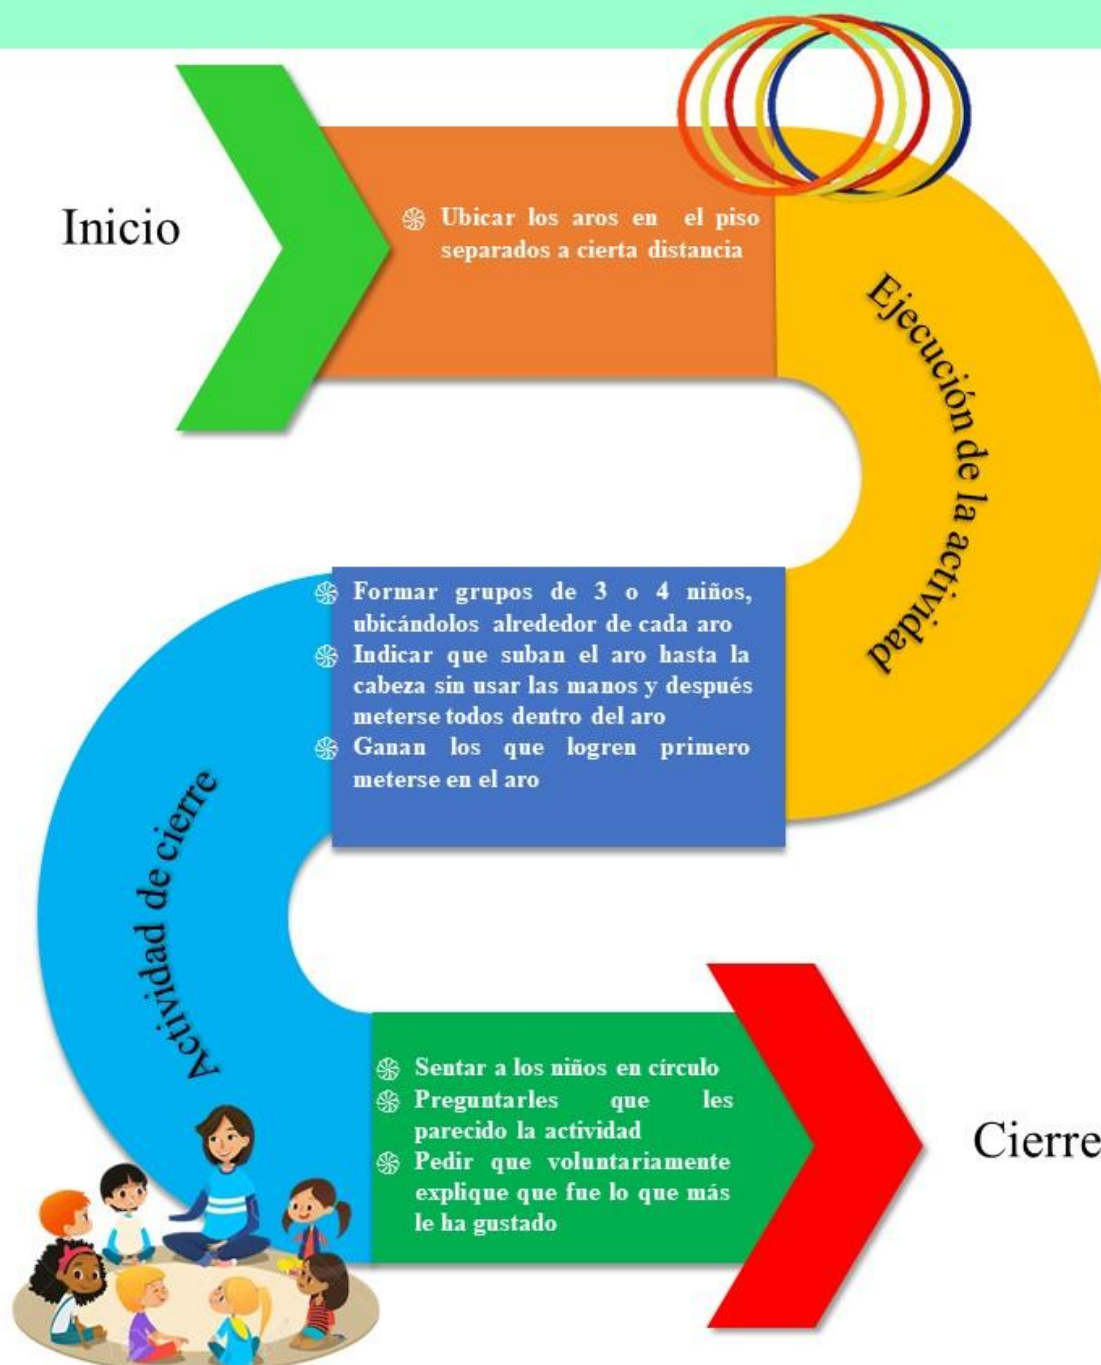 Inicio
֍ Ubicar los aros en el piso
separados a cierta distancia
Ejecución de la actividad
֍ Formar grupos de 3 o 4 niños,
ubicándolos alrededor de cada aro
֍ Indicar que suban el aro hasta la
cabeza sin usar las manos y después
meterse todos dentro del aro
֍ Ganan los que logren primero
meterse en el aro
Actividad de cierre
֍ Sentar a los niños en círculo
֍ Preguntarles que les
parecido la actividad
֍ Pedir que voluntariamente
explique que fue lo que más
le ha gustado
Cierre